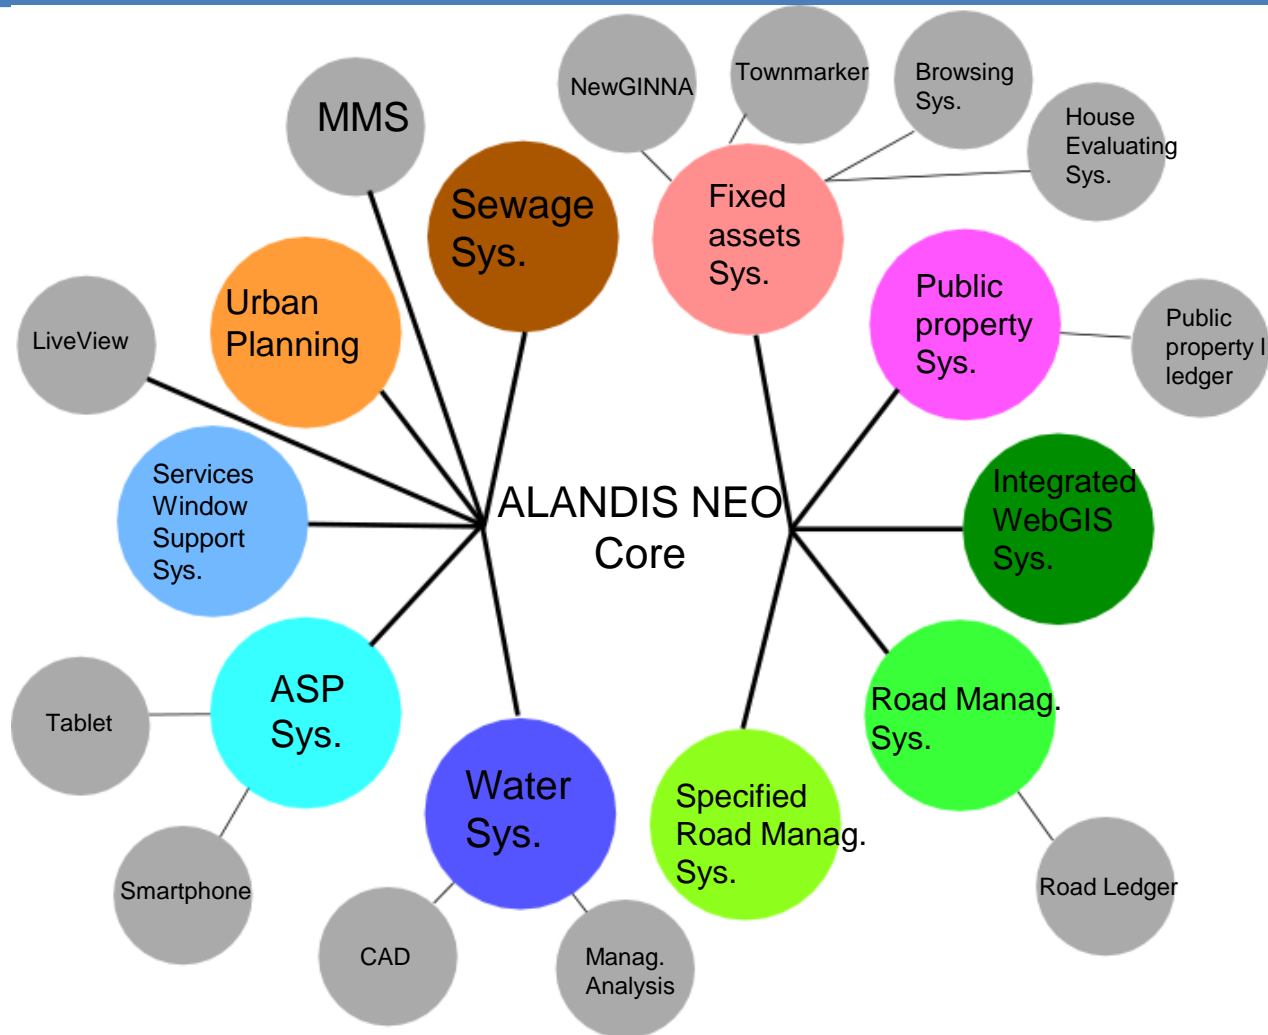 NewGINNA
Townmarker
Browsing
Sys.
House
Evaluating
Sys.
MMS
Sewage
Sys.
Fixed
assets
Sys.
Urban
Planning
Public
property
Sys.
LiveView
Public
property l
ledger
Services
Window
Support
Sys.
ALANDIS NEO
Core
Integrated
WebGIS
Sys.
ASP
Sys.
Tablet
Road Manag.
Sys.
Water
Sys.
Specified
Road Manag.
Sys.
Smartphone
Road Ledger
CAD
Manag.
Analysis